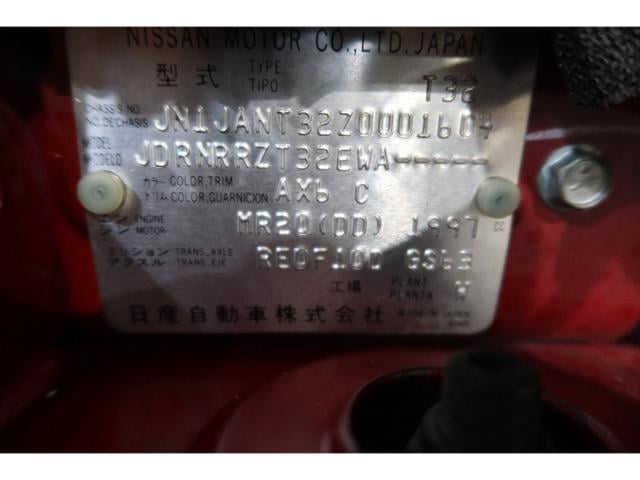 NISSAN MOTOR CO.,LTD. JAPAN
型式 TYPE TIPO T32
CHASSIS NO. NO.DECHASIS JN1JANT32Z0001604
MODEL MODELO JDRNRRZT32EWA-----
カラー COLOR,TRIM トリム COLOR,GUARNICION AX6 C
エンジン ENGINE MOTOR MR20(DD) 1997 CC
ミッション TRANS,AXLE アクスル TRANS,EJE RE0F10D GS63
工場 PLANT PLANTA
日産自動車株式会社 MADE IN JAPAN